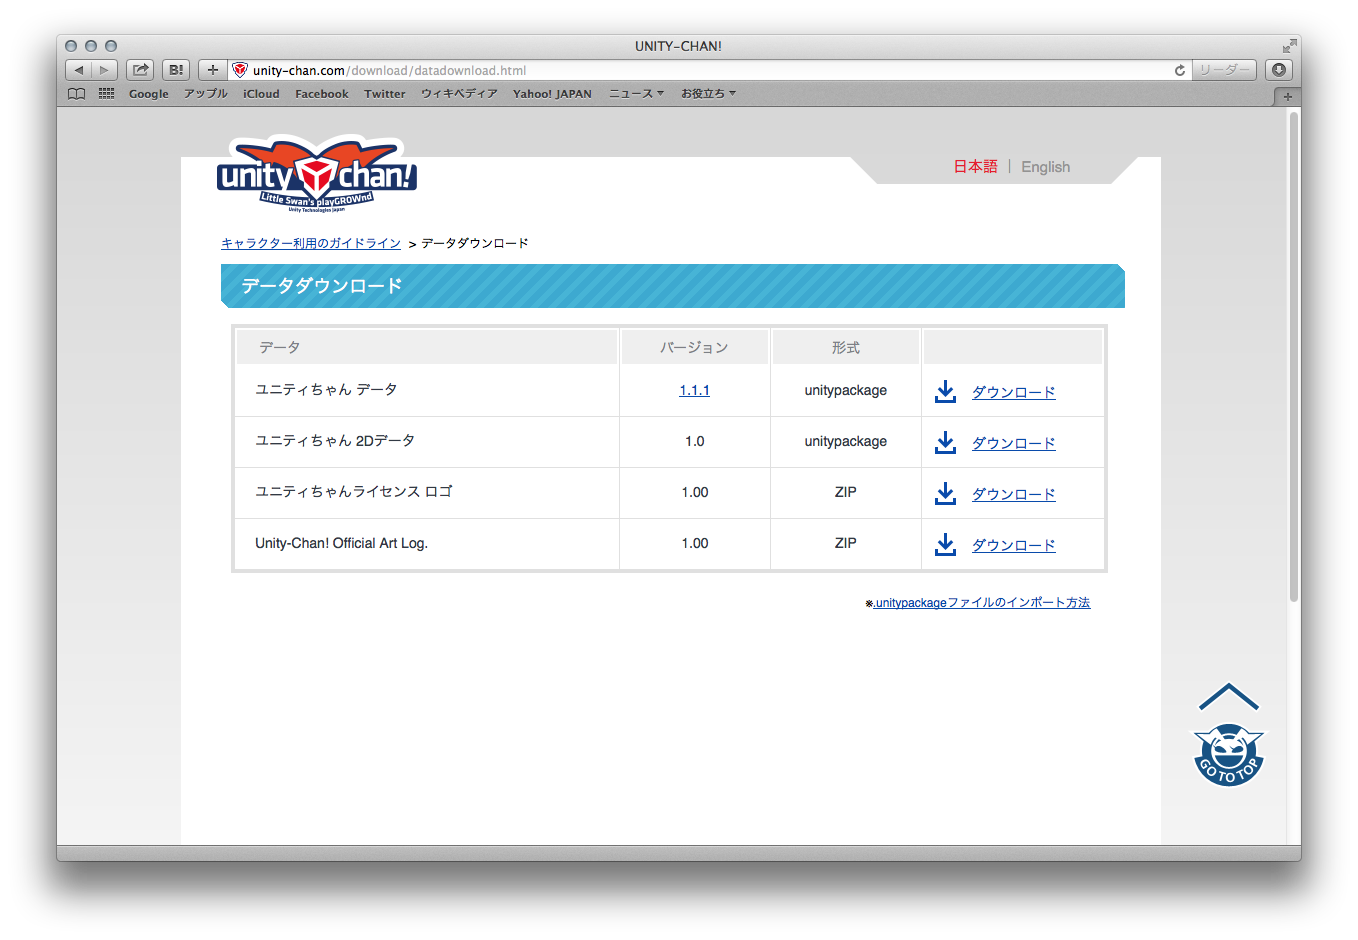 UNITY-CHAN!
B!
unity-chan.com/download/datadownload.html
リーダー
Google アップル iCloud Facebook Twitter ウィキペディア Yahoo! JAPAN ニュース お役立ち
unity chan!
Little Swan's playGROWnd
Unity Technologies Japan
日本語 | English
キャラクター利用のガイドライン > データダウンロード
データダウンロード
データ バージョン 形式
ユニティちゃん データ 1.1.1 unitypackage ダウンロード
ユニティちゃん 2Dデータ 1.0 unitypackage ダウンロード
ユニティちゃんライセンス ロゴ 1.00 ZIP ダウンロード
Unity-Chan! Official Art Log. 1.00 ZIP ダウンロード
※.unitypackageファイルのインポート方法
GO TO TOP